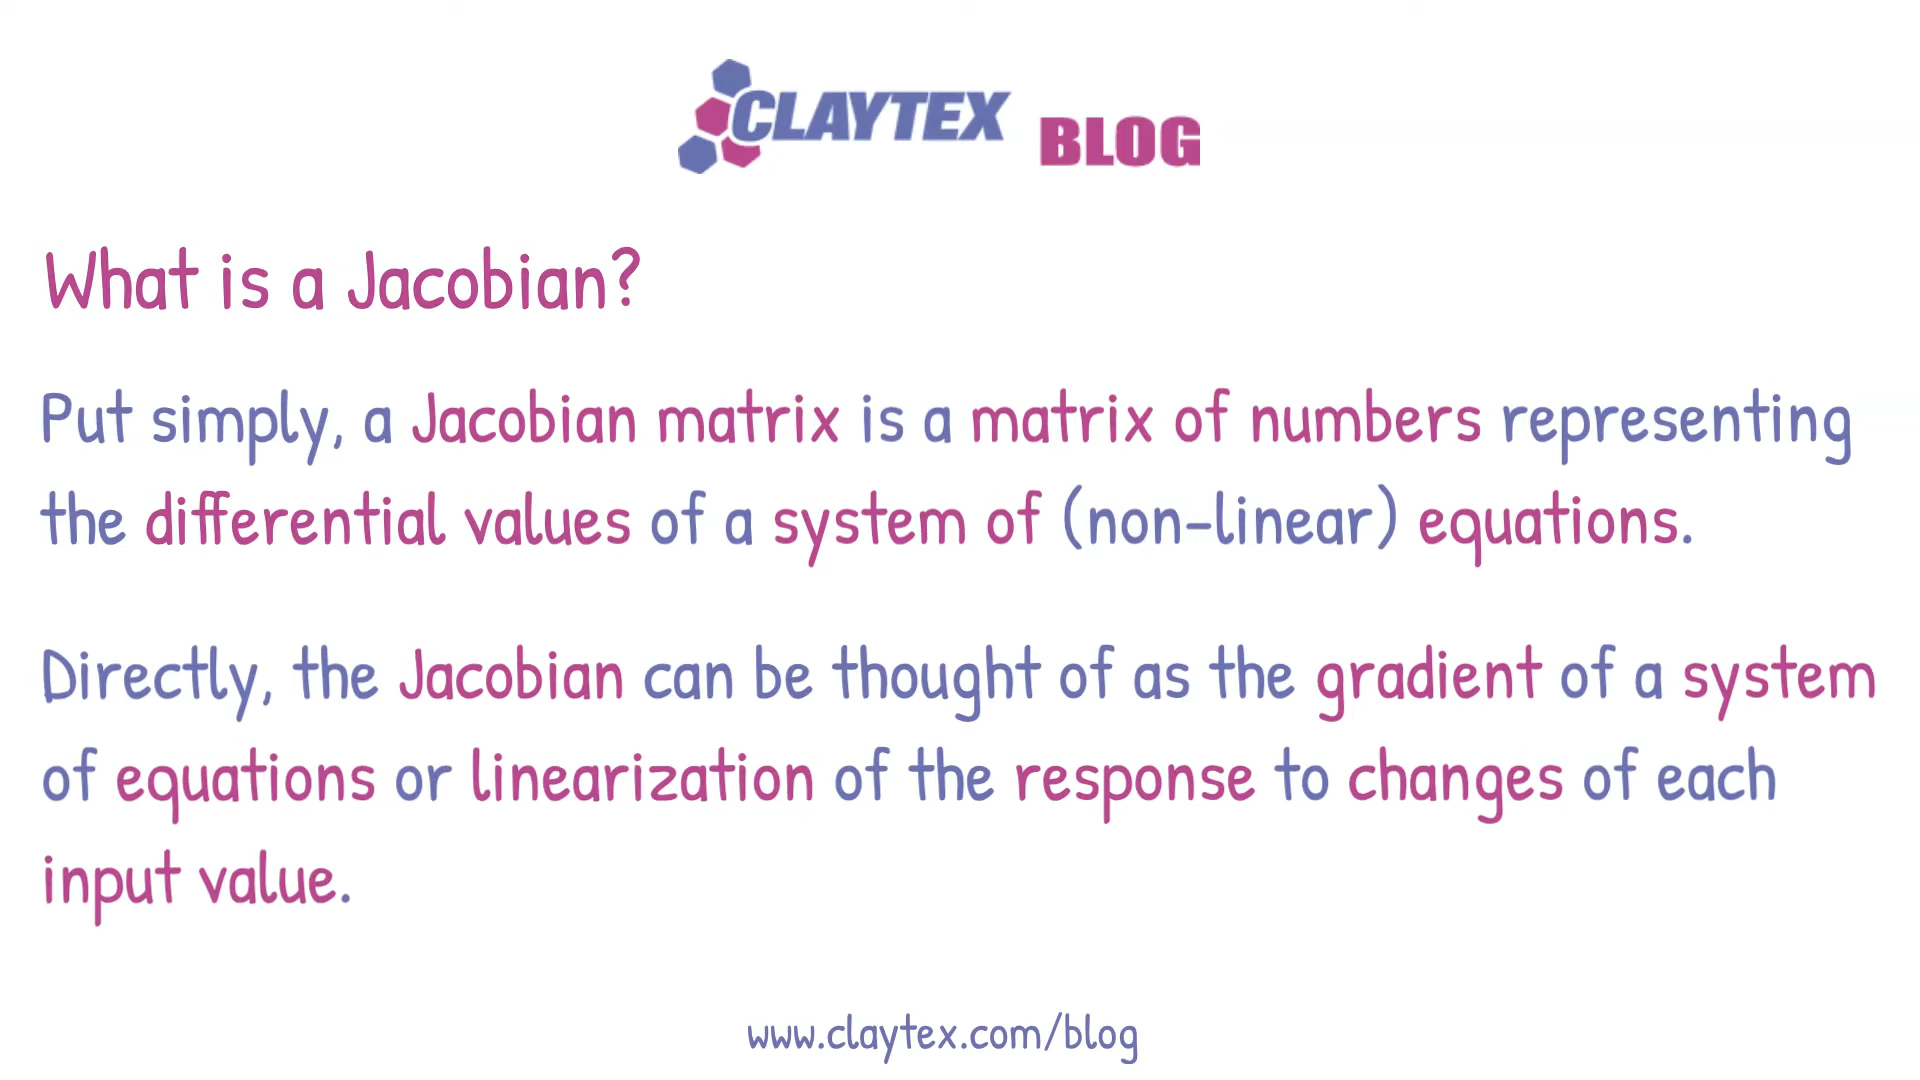 CLAYTEX BLOG
What is a Jacobian?
Put simply, a Jacobian matrix is a matrix of numbers representing
the differential values of a system of (non-linear) equations.
Directly, the Jacobian can be thought of as the gradient of a system
of equations or linearization of the response to changes of each
input value.
www.claytex.com/blog